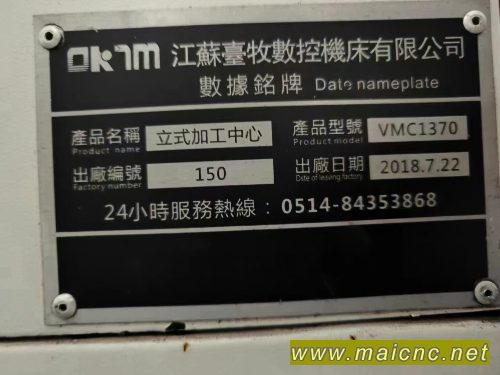 OKTM 江蘇臺牧數控機床有限公司
數據銘牌 Date nameplate
產品名稱 立式加工中心 產品型號 VMC1370
Product name Product model
出廠編號 150 出廠日期 2018.7.22
Factory number Date of leaving factory
24小時服務熱線：0514-84353868
www.maicnc.net